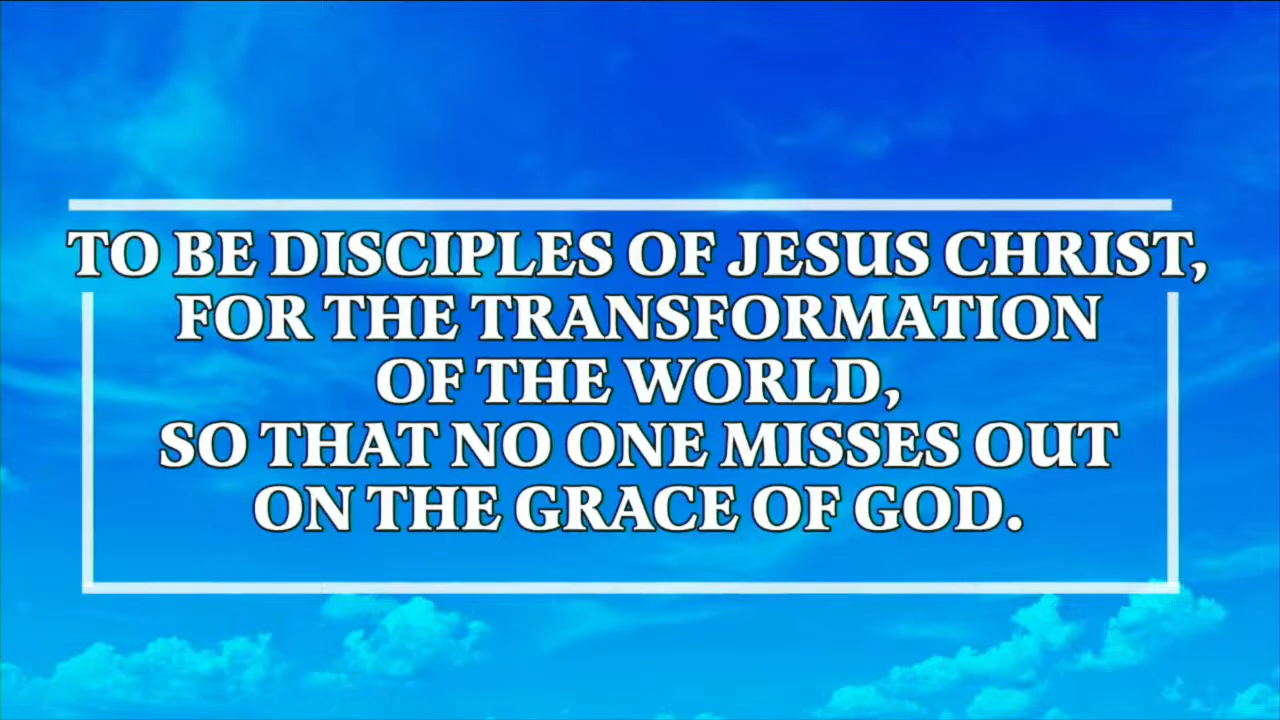 TO BE DISCIPLES OF JESUS CHRIST,
FOR THE TRANSFORMATION
OF THE WORLD,
SO THAT NO ONE MISSES OUT
ON THE GRACE OF GOD.